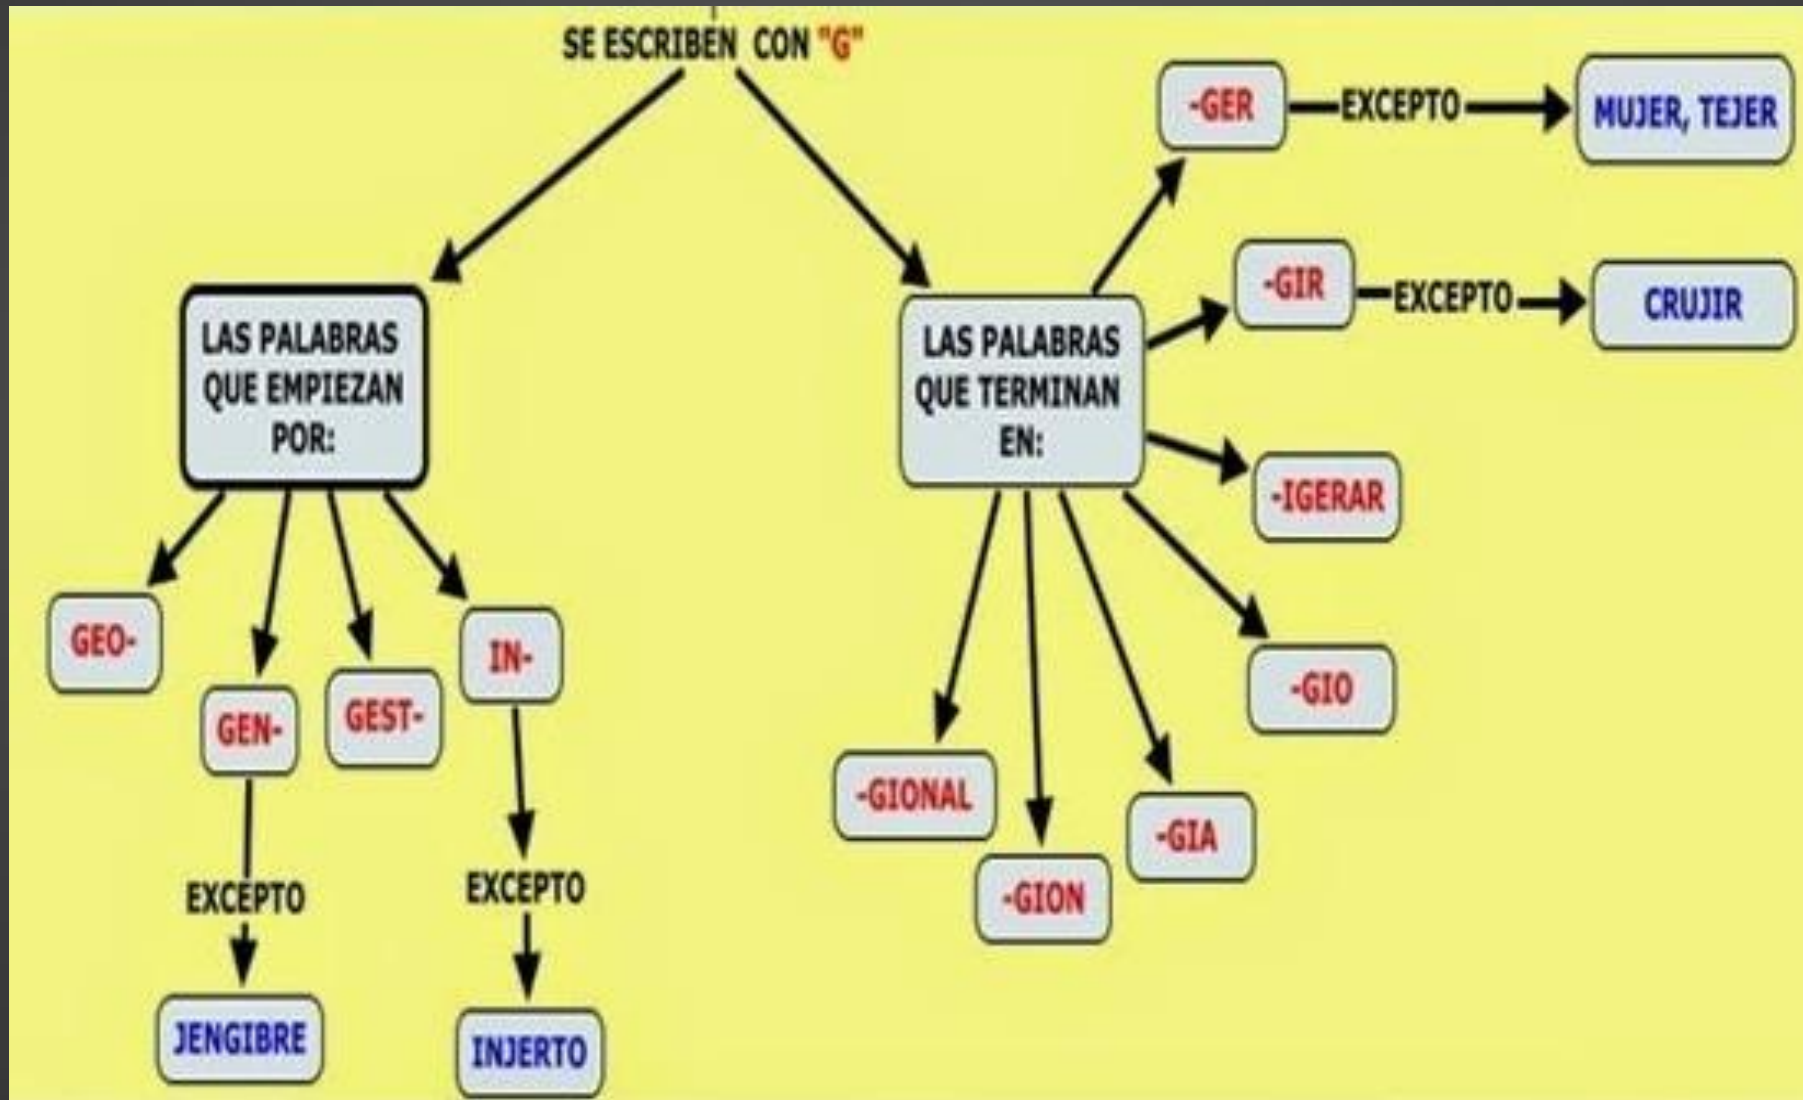 SE ESCRIBEN CON "G"
LAS PALABRAS
QUE EMPIEZAN
POR:
GEO-
GEN-
GEST-
IN-
EXCEPTO
JENGIBRE
EXCEPTO
INJERTO
LAS PALABRAS
QUE TERMINAN
EN:
-GER
EXCEPTO
MUJER, TEJER
-GIR
EXCEPTO
CRUJIR
-IGERAR
-GIO
-GIA
-GION
-GIONAL